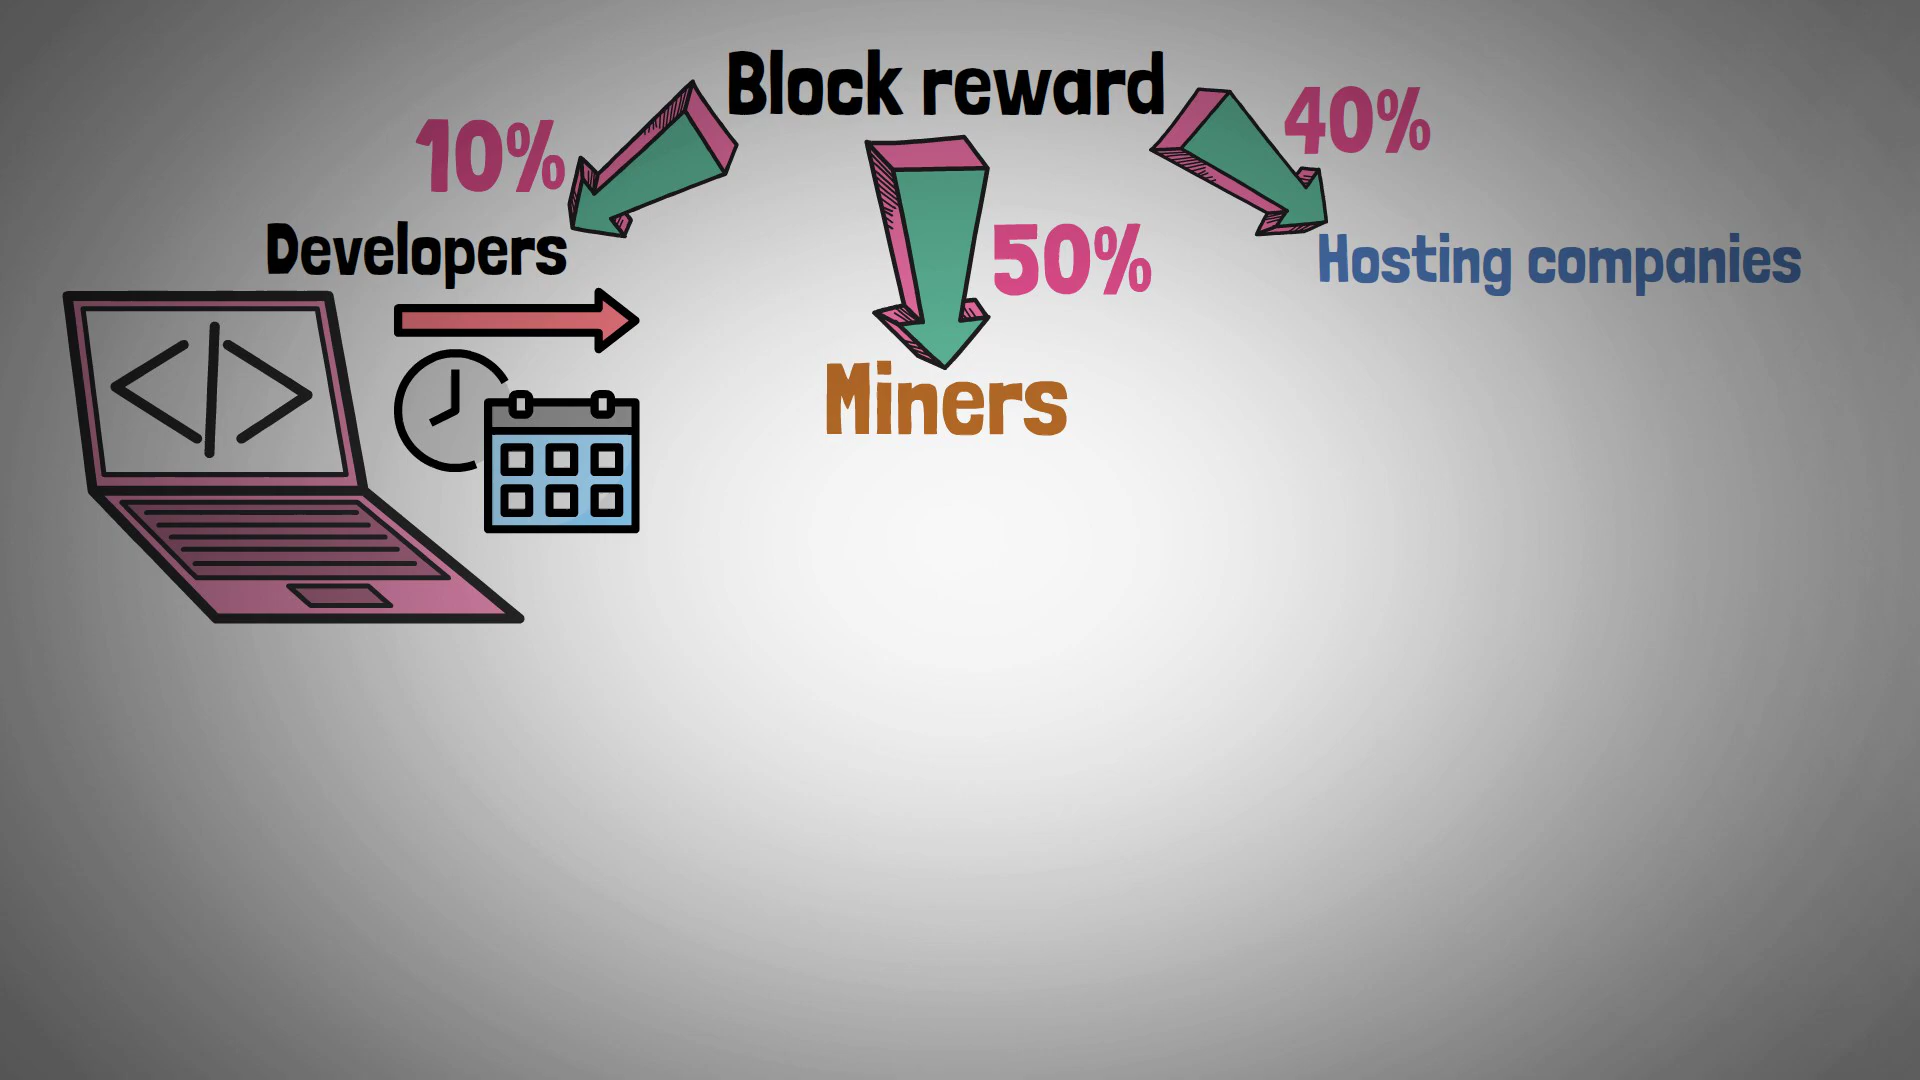 Block reward
10%
40%
Developers
50%
Hosting companies
Miners
</>